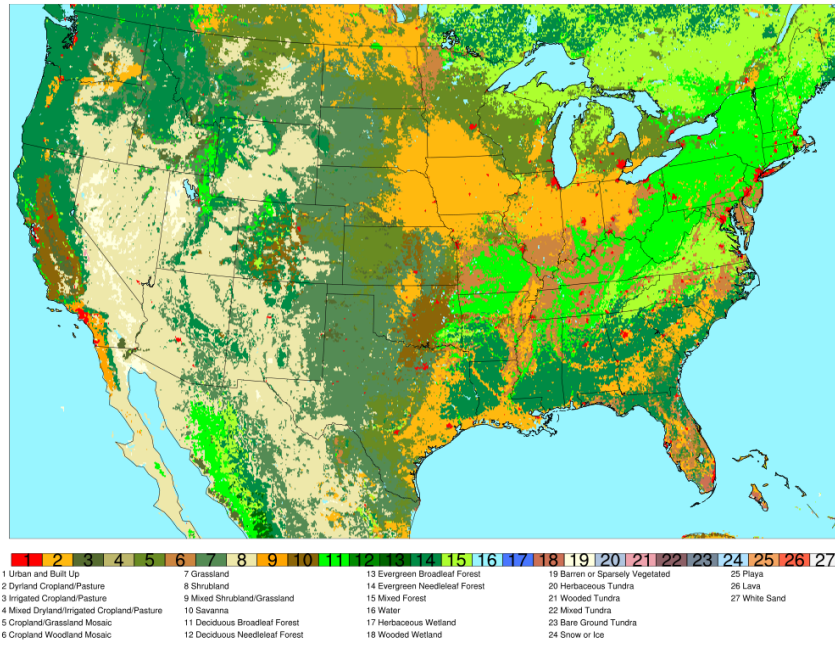 1 2 3 4 5 6 7 8 9 10 11 12 13 14 15 16 17 18 19 20 21 22 23 24 25 26 27
1 Urban and Built Up 7 Grassland 13 Evergreen Broadleaf Forest 19 Barren or Sparsely Vegetated 25 Playa
2 Dyrland Cropland/Pasture 8 Shrubland 14 Evergreen Needleleaf Forest 20 Herbaceous Tundra 26 Lava
3 Irrigated Cropland/Pasture 9 Mixed Shrubland/Grassland 15 Mixed Forest 21 Wooded Tundra 27 White Sand
4 Mixed Dryland/Irrigated Cropland/Pasture 10 Savanna 16 Water 22 Mixed Tundra
5 Cropland/Grassland Mosaic 11 Deciduous Broadleaf Forest 17 Herbaceous Wetland 23 Bare Ground Tundra
6 Cropland Woodland Mosaic 12 Deciduous Needleleaf Forest 18 Wooded Wetland 24 Snow or Ice